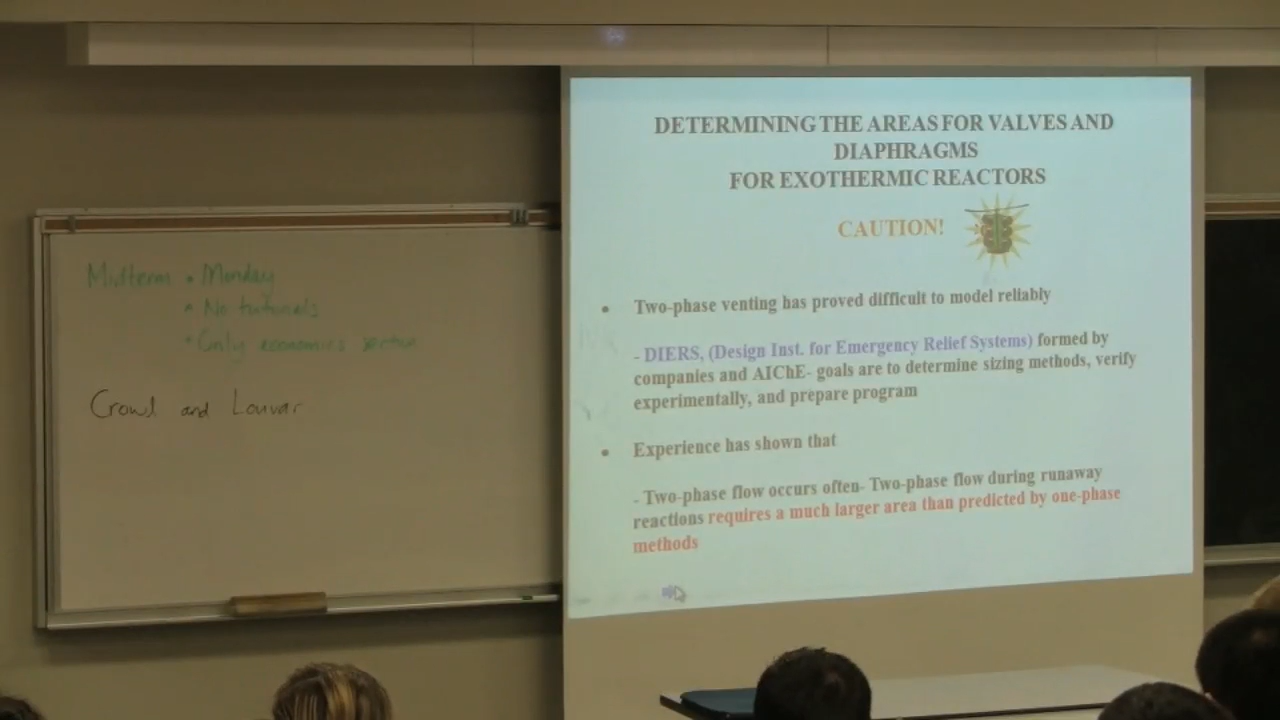 Midterm • Monday
• No tutorials
• Only economics section
Crowl and Louvar
DETERMINING THE AREAS FOR VALVES AND
DIAPHRAGMS
FOR EXOTHERMIC REACTORS
CAUTION!
• Two-phase venting has proved difficult to model reliably
- DIERS, (Design Inst. for Emergency Relief Systems) formed by
companies and AIChE- goals are to determine sizing methods, verify
experimentally, and prepare program
• Experience has shown that
- Two-phase flow occurs often- Two-phase flow during runaway
reactions requires a much larger area than predicted by one-phase
methods